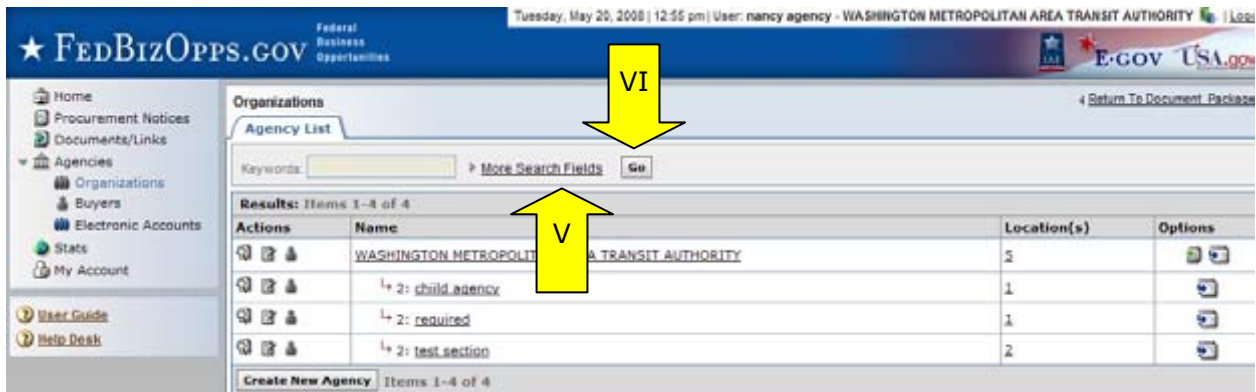 Tuesday, May 20, 2008 | 12:55 pm | User: nancy agency - WASHINGTON METROPOLITAN AREA TRANSIT AUTHORITY
★ FEDBIZOPPS.GOV Federal Business Opportunities
E-GOV USA.gov
VI
Home
Procurement Notices
Documents/Links
Agencies
Organizations
Buyers
Electronic Accounts
Stats
My Account
User Guide
Help Desk
Organizations Return To Document Package
Agency List
Keywords: More Search Fields Go
V
Results: Items 1-4 of 4
Actions Name Location(s) Options
WASHINGTON METROPOLIT A TRANSIT AUTHORITY 5
2: chiild agency 1
2: required 1
2: test section 2
Create New Agency Items 1-4 of 4